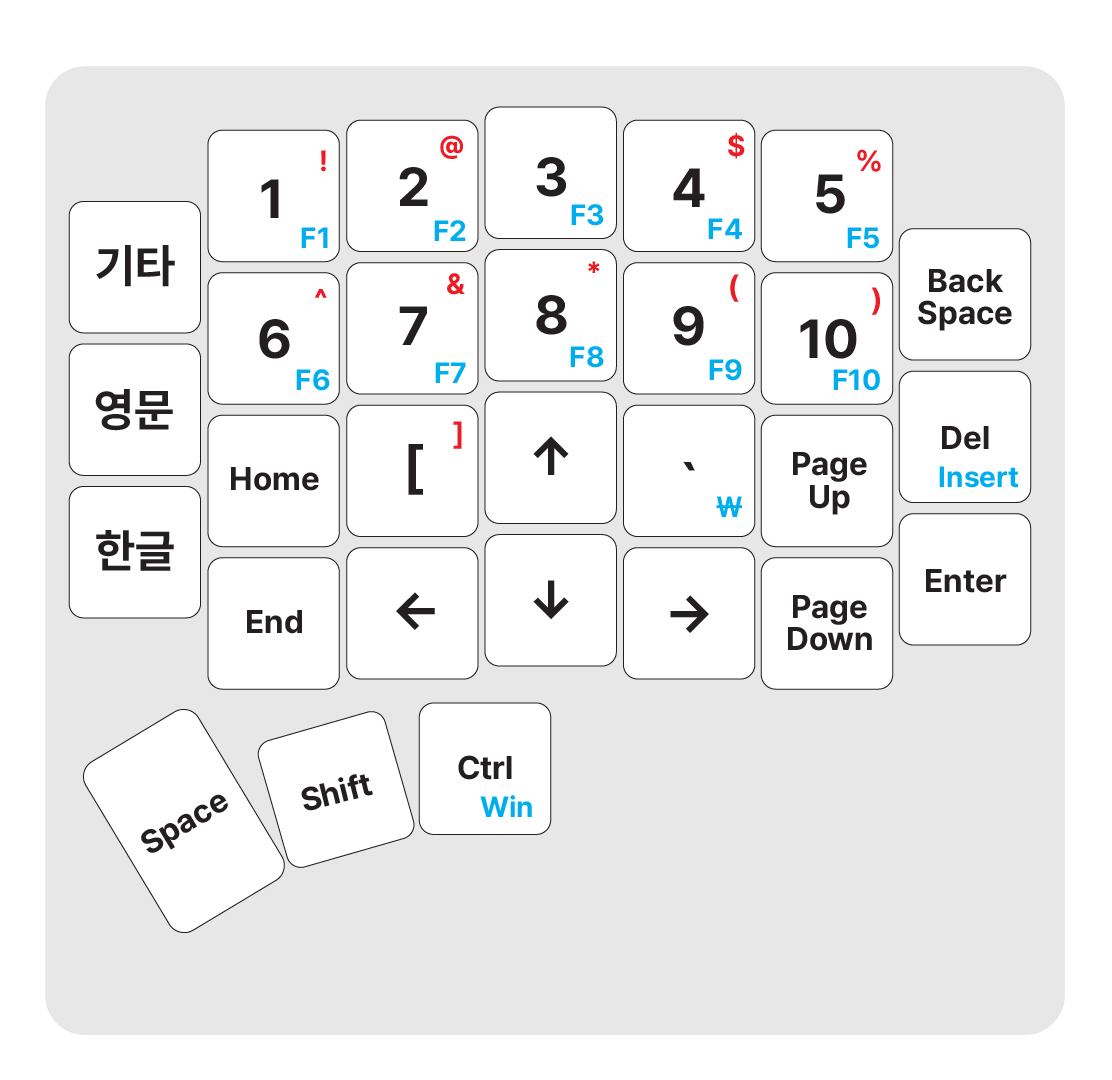 !
1
F1
@
2
F2
3
F3
$
4
F4
%
5
F5
기타
^
6
F6
&
7
F7
*
8
F8
(
9
F9
)
10
F10
Back
Space
영문
Home
[
]
↑
`
₩
Page
Up
Del
Insert
한글
End
←
↓
→
Page
Down
Enter
Space
Shift
Ctrl
Win